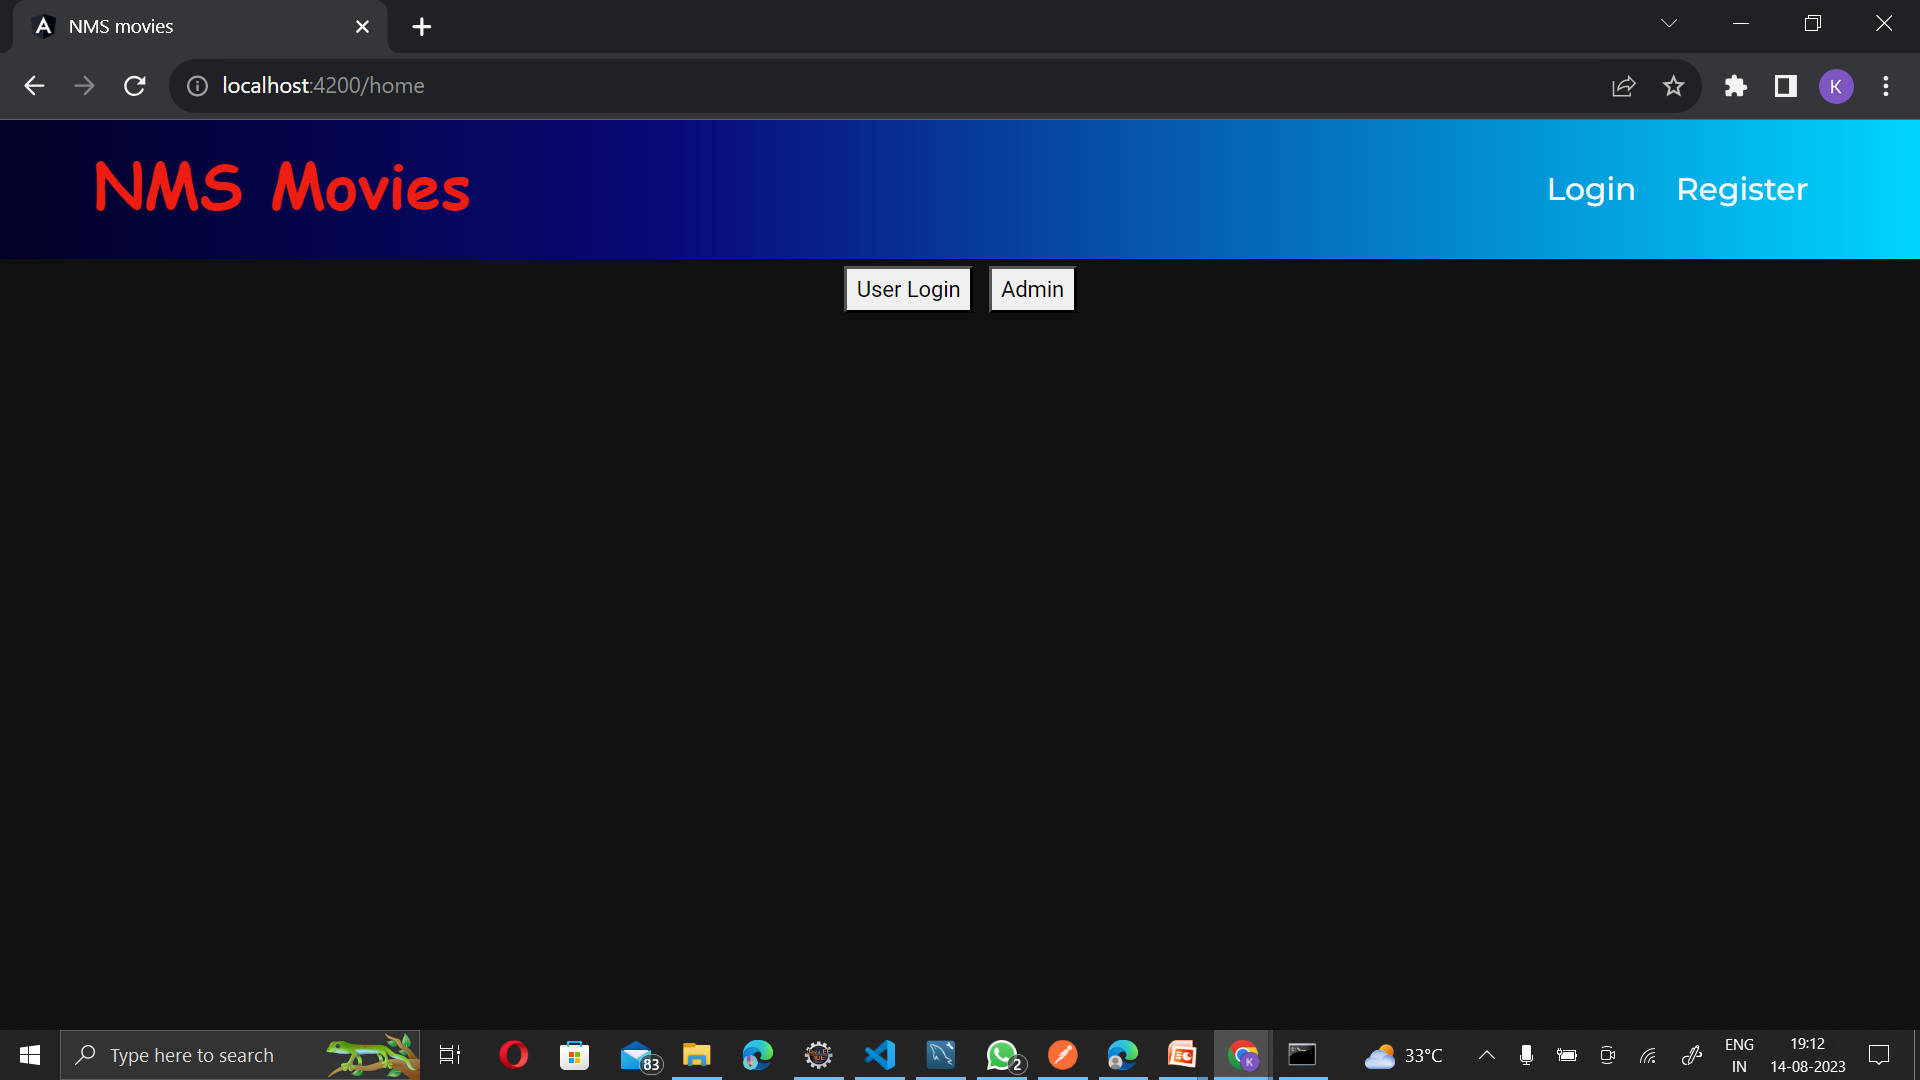 NMS movies
localhost:4200/home
K
NMS Movies
Login Register
User Login Admin
Type here to search
83
2
K
33°C
ENG
IN
19:12
14-08-2023